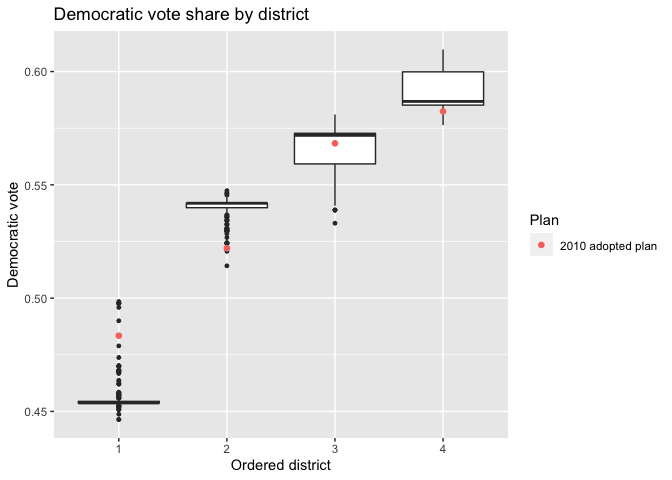 Democratic vote share by district
Democratic vote
0.60
0.55
0.50
0.45
1 2 3 4
Ordered district
Plan
2010 adopted plan